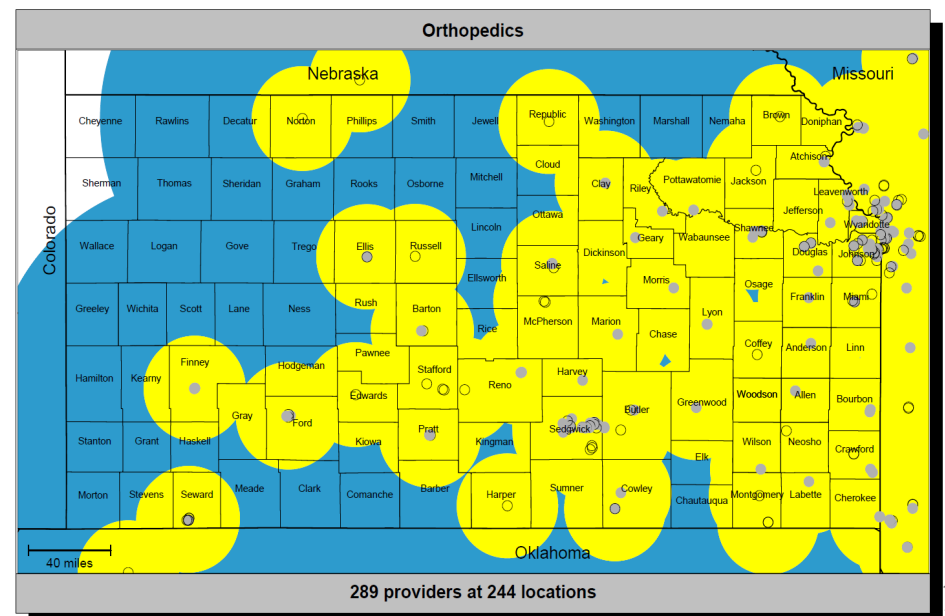 Orthopedics
Nebraska
Missouri
Cheyenne Rawlins Decatur Norton Phillips Smith Jewell Republic Washington Marshall Nemaha Brown Doniphan
Atchison
Cloud
Sherman Thomas Sheridan Graham Rooks Osborne Mitchell Clay Riley Pottawatomie Jackson
Leavenworth
Jefferson
Ottawa
Colorado
Lincoln
Wyandotte
Shawnee
Wallace Logan Gove Trego Ellis Russell Geary Wabaunsee
Saline Dickinson Douglas Johnson
Ellsworth Morris Osage
Greeley Wichita Scott Lane Ness Rush Barton Franklin Miami
Rice McPherson Marion Lyon
Chase
Coffey Anderson Linn
Pawnee
Finney Hodgeman Stafford
Hamilton Kearny Reno Harvey
Edwards Woodson Allen Bourbon
Gray Ford Butler Greenwood
Pratt Sedgwick
Stanton Grant Haskell Kiowa Kingman Wilson Neosho Crawford
Elk
Morton Stevens Seward Meade Clark Comanche Barber Harper Sumner Cowley Chautauqua Montgomery Labette Cherokee
Oklahoma
40 miles
289 providers at 244 locations